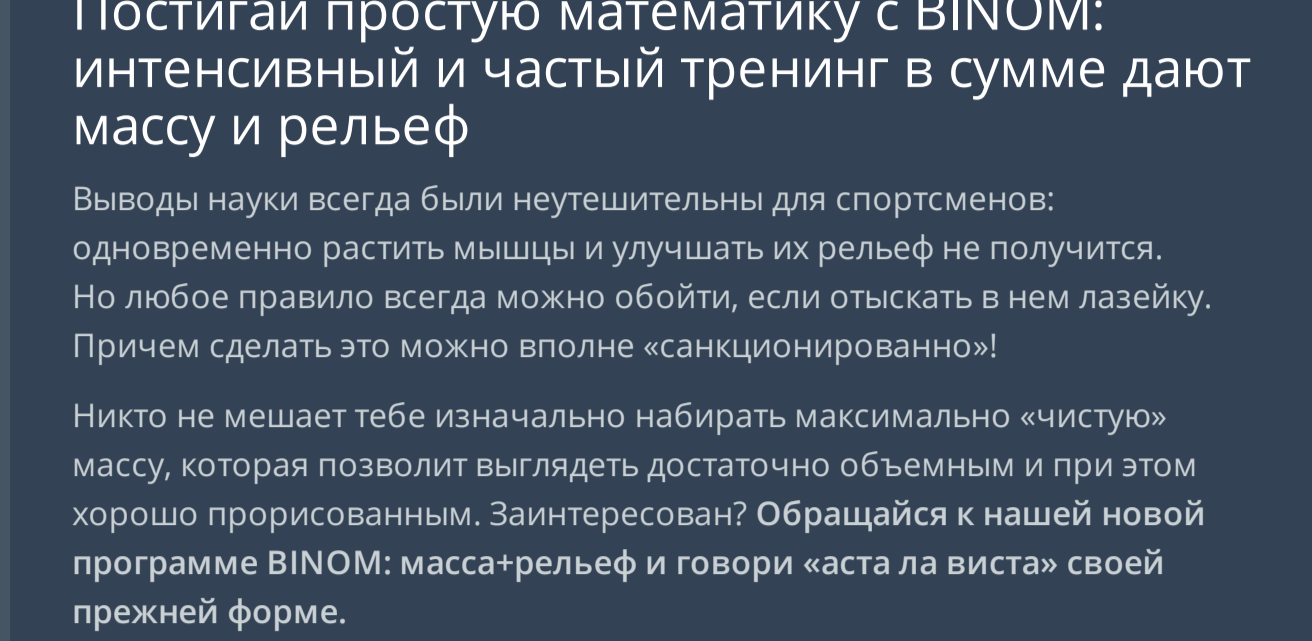 Постигай простую математику с BINOM:
интенсивный и частый тренинг в сумме дают
массу и рельеф
Выводы науки всегда были неутешительны для спортсменов:
одновременно растить мышцы и улучшать их рельеф не получится.
Но любое правило всегда можно обойти, если отыскать в нем лазейку.
Причем сделать это можно вполне «санкционированно»!
Никто не мешает тебе изначально набирать максимально «чистую»
массу, которая позволит выглядеть достаточно объемным и при этом
хорошо прорисованным. Заинтересован? Обращайся к нашей новой
программе BINOM: масса+рельеф и говори «аста ла виста» своей
прежней форме.